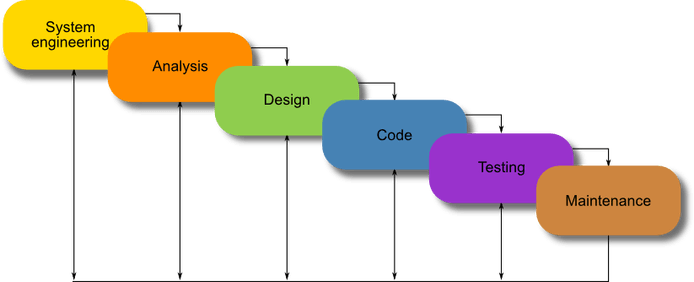 System
engineering
Analysis
Design
Code
Testing
Maintenance